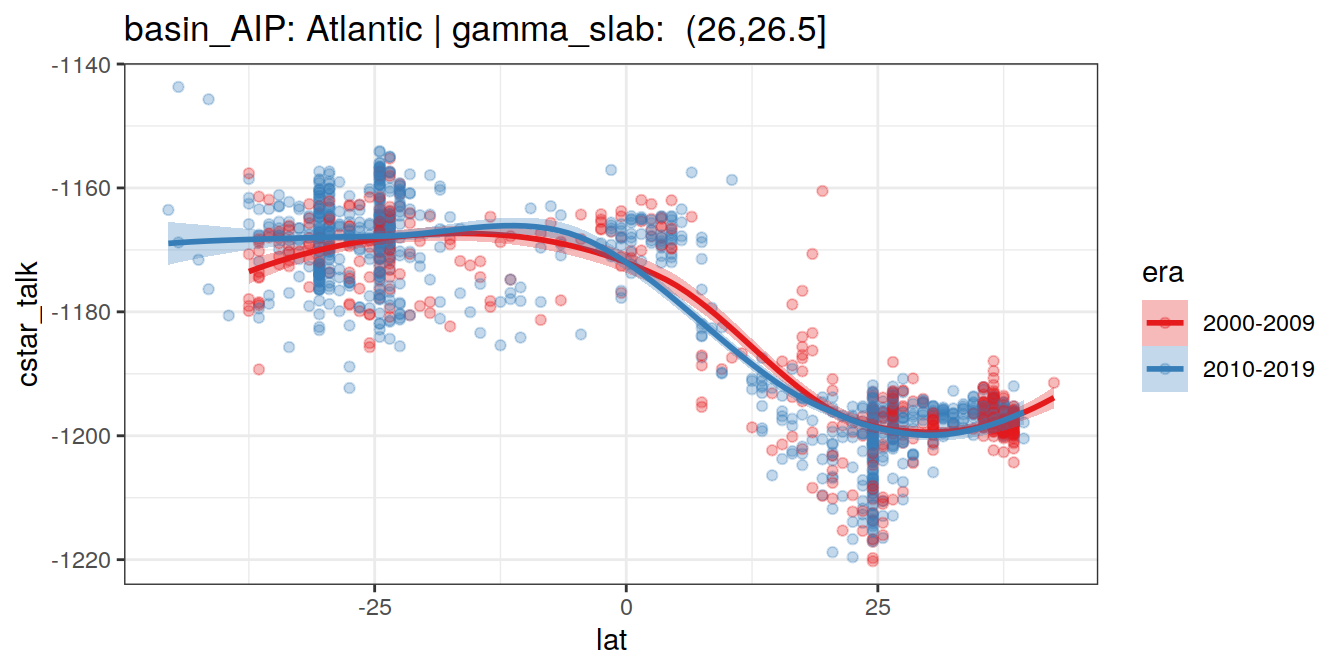 basin_AIP: Atlantic | gamma_slab:  (26,26.5]
-1140
-1160
-1180
-1200
-1220
cstar_talk
-25
0
25
lat
era
2000-2009
2010-2019